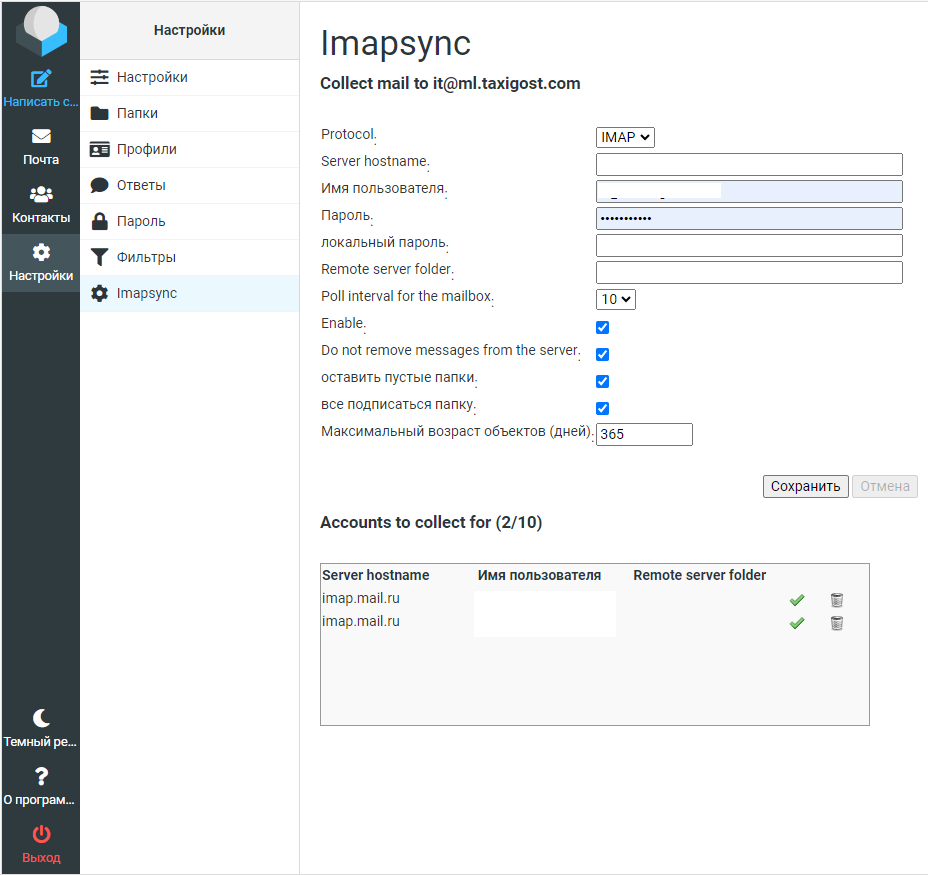 Написать с...
Почта
Контакты
Настройки
Темный ре...
О програм...
Выход
Настройки
Настройки
Папки
Профили
Ответы
Пароль
Фильтры
Imapsync
Imapsync
Collect mail to it@ml.taxigost.com
Protocol: IMAP
Server hostname:
Имя пользователя:
Пароль: •••••••••••
локальный пароль:
Remote server folder:
Poll interval for the mailbox: 10
Enable:
Do not remove messages from the server:
оставить пустые папки:
все подписаться папку:
Максимальный возраст объектов (дней): 365
Сохранить Отмена
Accounts to collect for (2/10)
Server hostname Имя пользователя Remote server folder
imap.mail.ru
imap.mail.ru